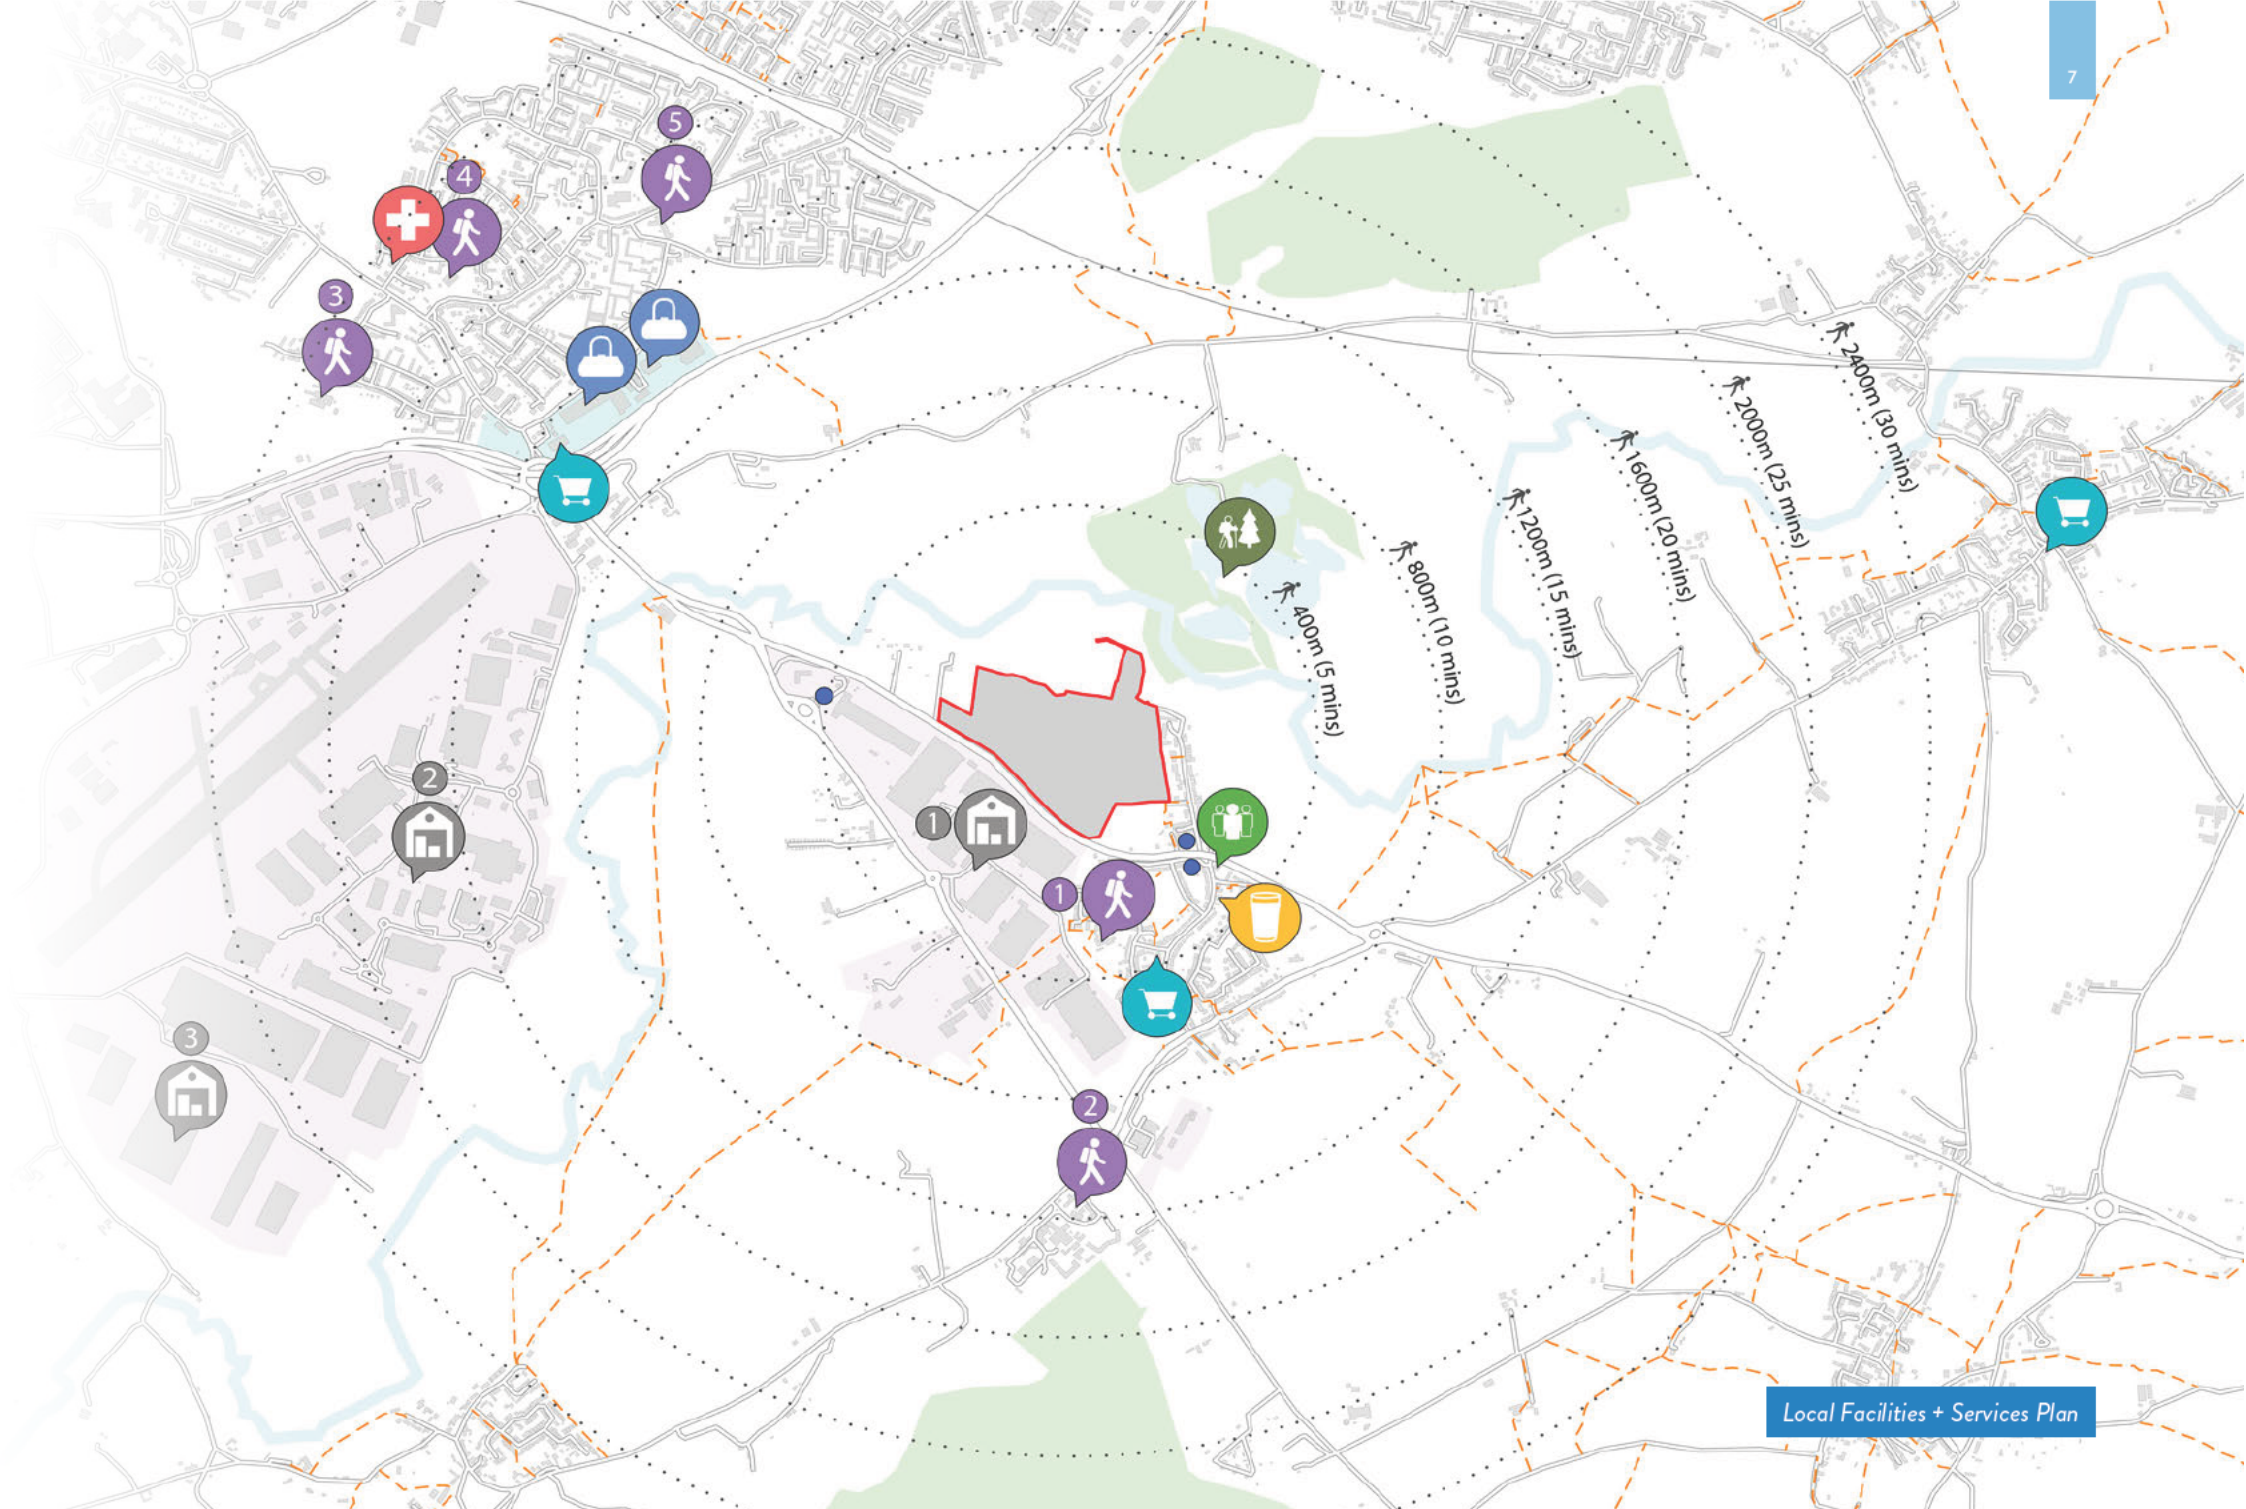 7
5
4
3
2400m (30 mins)
2000m (25 mins)
1600m (20 mins)
1200m (15 mins)
800m (10 mins)
400m (5 mins)
2
1
1
3
2
Local Facilities + Services Plan